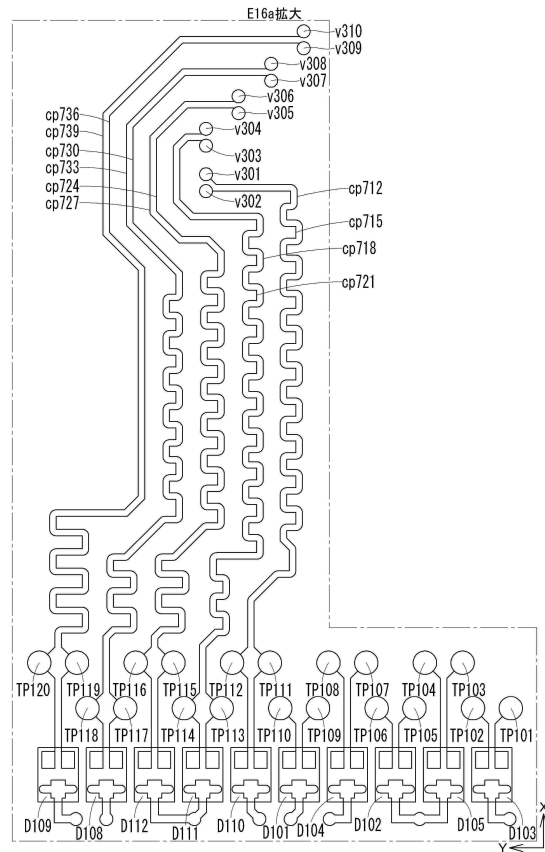 E16a拡大
v310
v309
v308
v307
v306
v305
v304
v303
v301
v302
cp736
cp739
cp730
cp733
cp724
cp727
cp712
cp715
cp718
cp721
TP120 TP119 TP116 TP115 TP112 TP111 TP108 TP107 TP104 TP103
TP118 TP117 TP114 TP113 TP110 TP109 TP106 TP105 TP102 TP101
D109 D108 D112 D111 D110 D101 D104 D102 D105 D103
X
Y